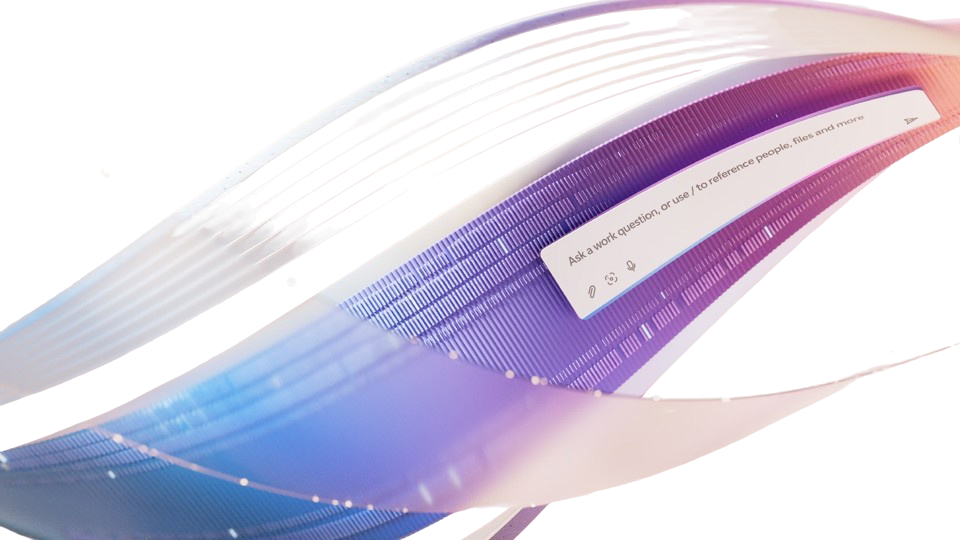 Ask a work question, or use / to reference people, files and more